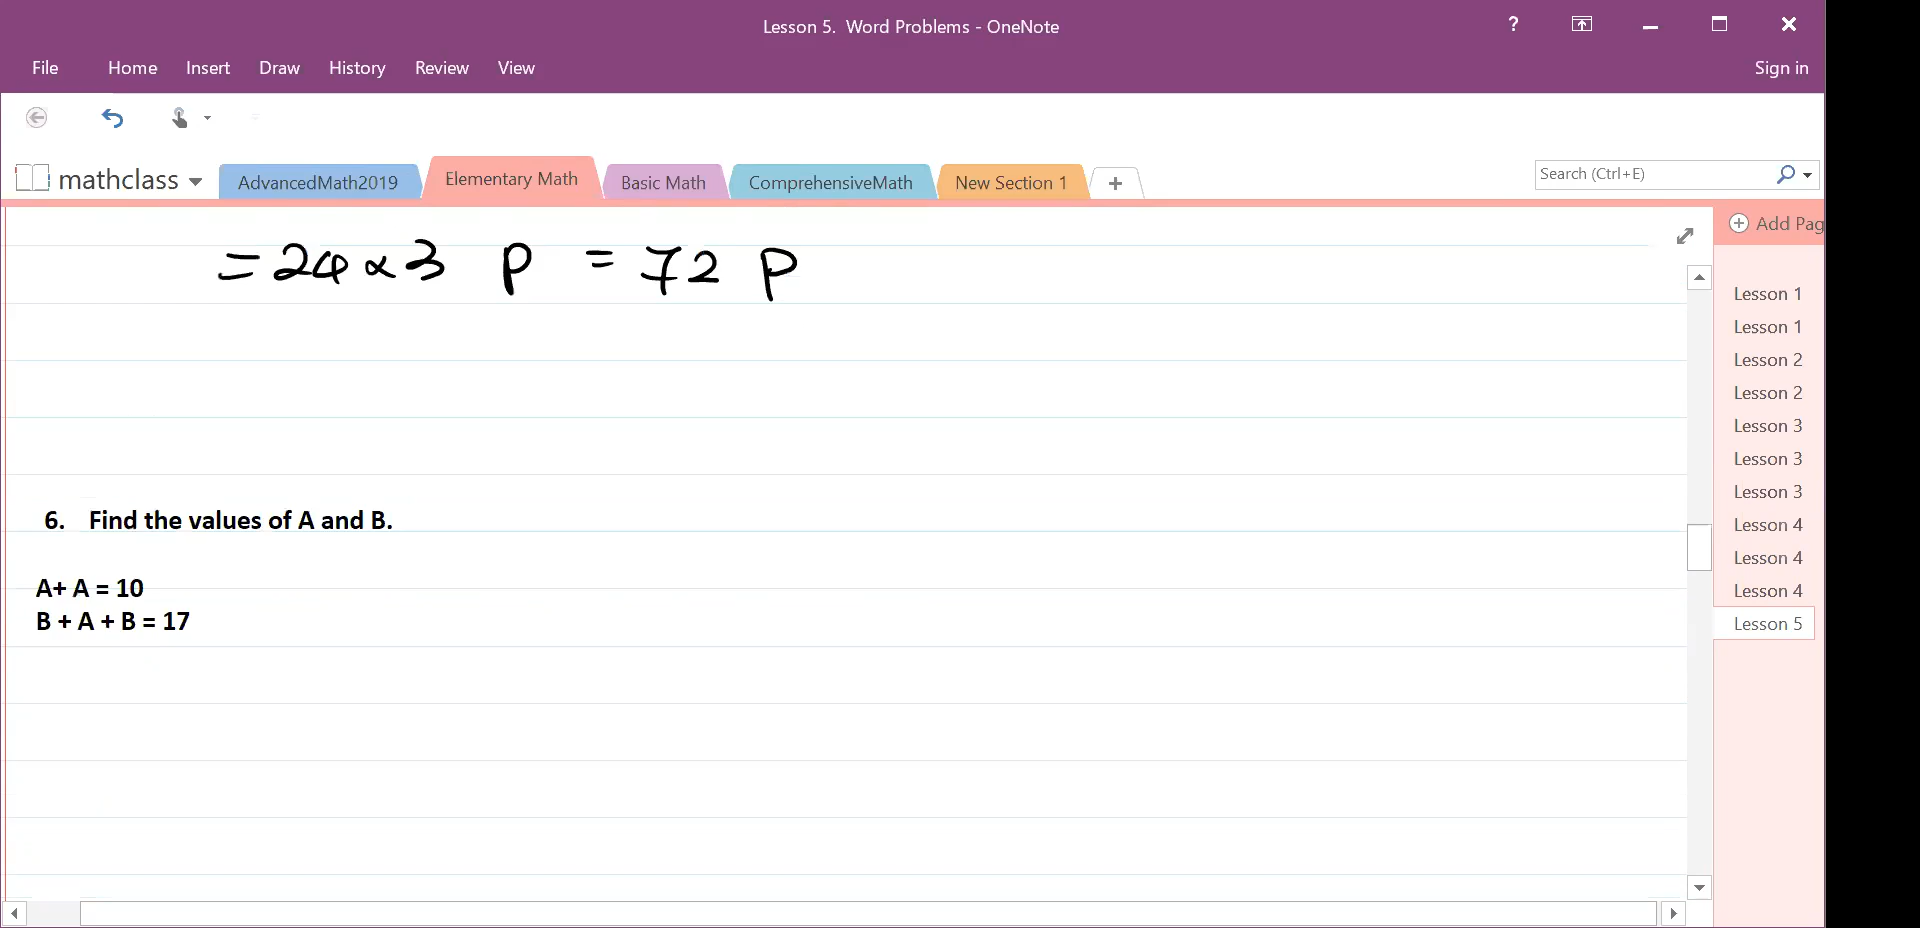 Lesson 5.  Word Problems - OneNote
?
File Home Insert Draw History Review View Sign in
mathclass AdvancedMath2019 Elementary Math Basic Math ComprehensiveMath New Section 1 +
Search (Ctrl+E)
Add Pag
= 24 × 3 P = 72 P
Lesson 1
Lesson 1
Lesson 2
Lesson 2
Lesson 3
Lesson 3
Lesson 3
Lesson 4
Lesson 4
Lesson 4
Lesson 5
6. Find the values of A and B.
A+ A = 10
B + A + B = 17